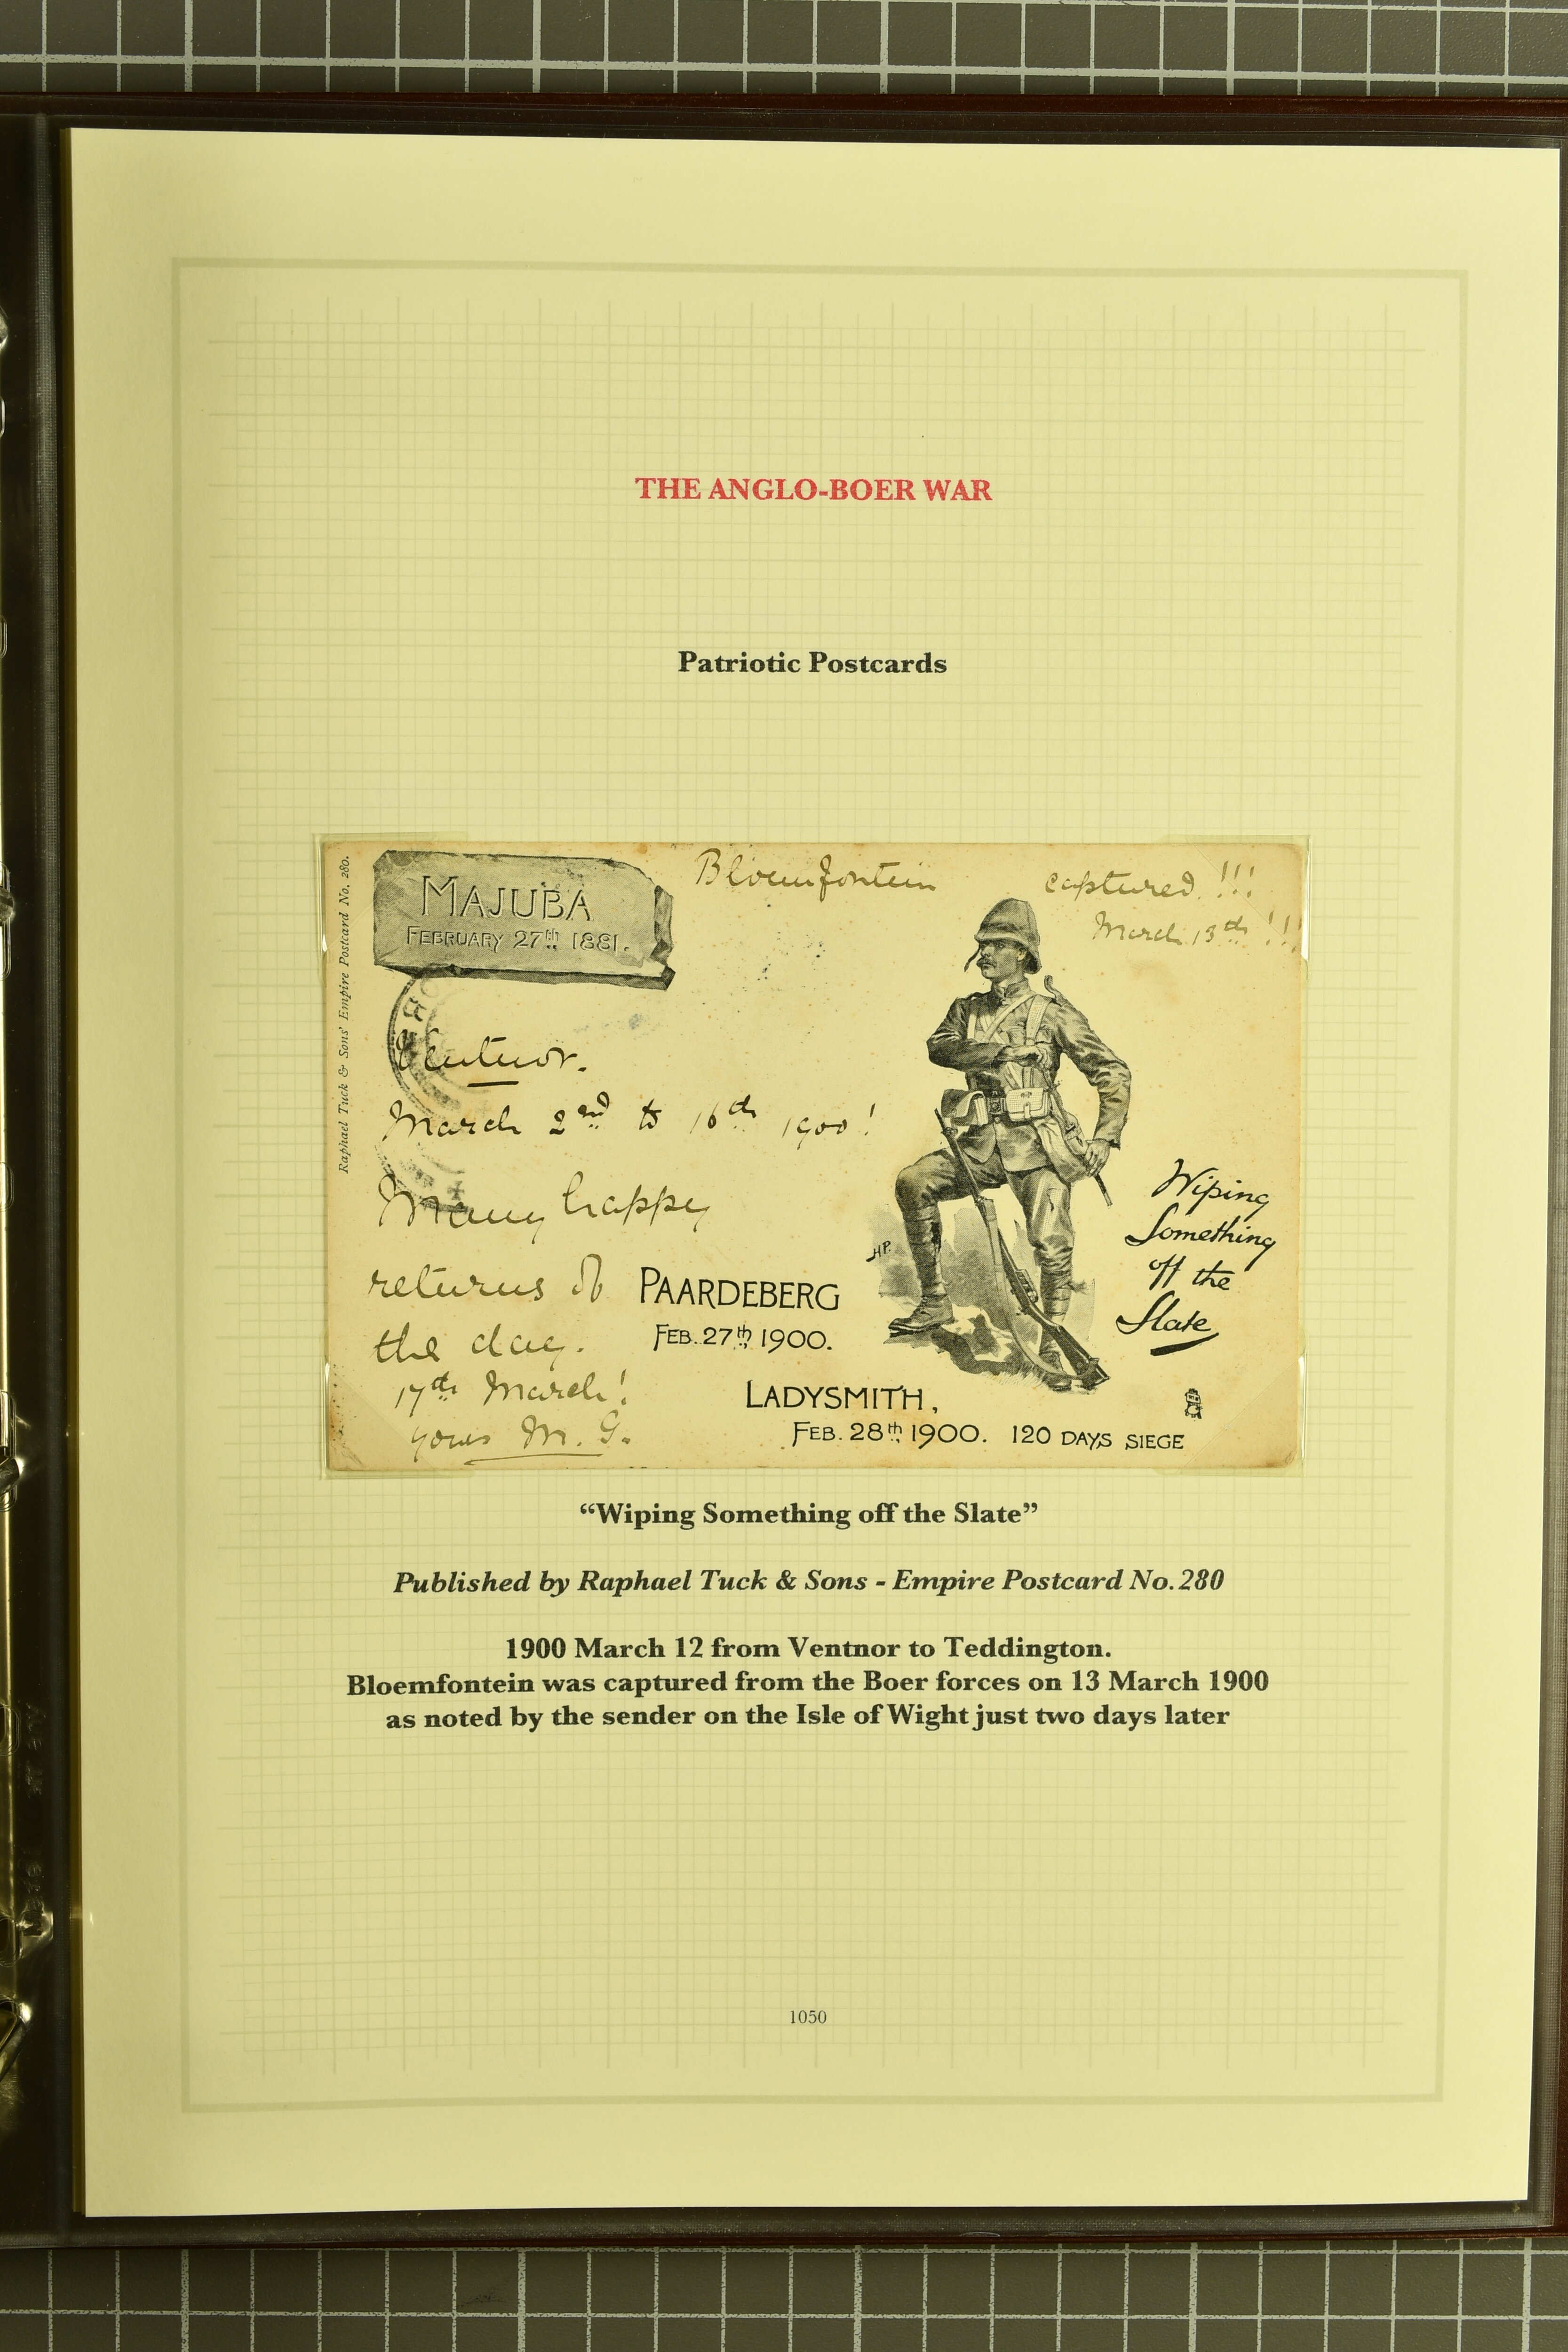 THE ANGLO-BOER WAR
Patriotic Postcards
Raphael Tuck & Sons' Empire Postcard No. 280.
MAJUBA
FEBRUARY 27th 1881.
Bloemfontein captured !!!
March 13th !!!
Ventnor.
March 2nd to 16th 1900!
Many happy
returns of
the day.
17th March!
yours M. G.
PAARDEBERG
FEB. 27th 1900.
LADYSMITH,
FEB. 28th 1900. 120 DAYS SIEGE
HP.
Wiping
Something
off the
Slate
“Wiping Something off the Slate”
Published by Raphael Tuck & Sons - Empire Postcard No.280
1900 March 12 from Ventnor to Teddington.
Bloemfontein was captured from the Boer forces on 13 March 1900
as noted by the sender on the Isle of Wight just two days later
1050